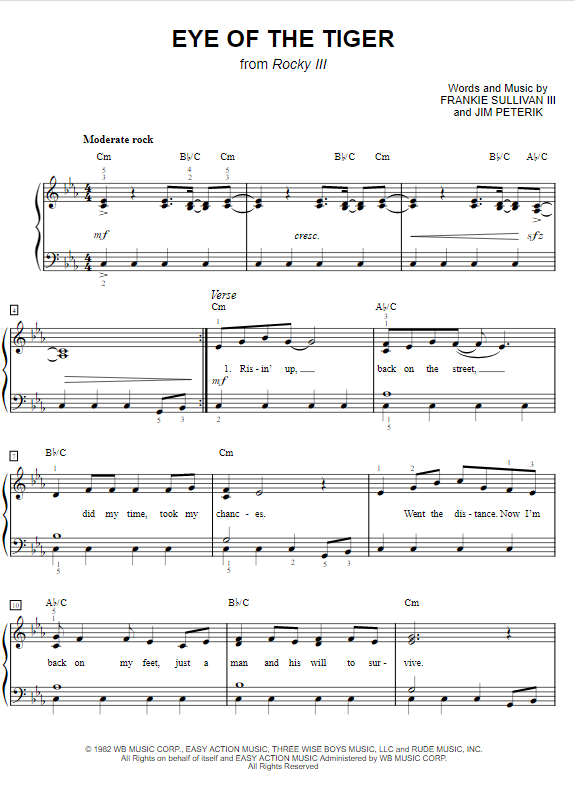 EYE OF THE TIGER
from Rocky III
Words and Music by
FRANKIE SULLIVAN III
and JIM PETERIK
Moderate rock
Cm B♭/C Cm B♭/C Cm B♭/C A♭/C
5 4 5
3 2 3
4
4
mf cresc. sfz
4
4
2
Verse
4 Cm A♭/C
1 3
1
1. Ris - in' up, back on the street,
mf
5 3 2 1
5
7 B♭/C Cm
1 1 1 2 1 3
did my time, took my chanc - es. Went the dis - tance. Now I'm
1 1 2 5 3
5 5
10 A♭/C B♭/C Cm
5
1
back on my feet, just a man and his will to sur - vive.
© 1982 WB MUSIC CORP., EASY ACTION MUSIC, THREE WISE BOYS MUSIC, LLC and RUDE MUSIC, INC.
All Rights on behalf of itself and EASY ACTION MUSIC Administered by WB MUSIC CORP.
All Rights Reserved